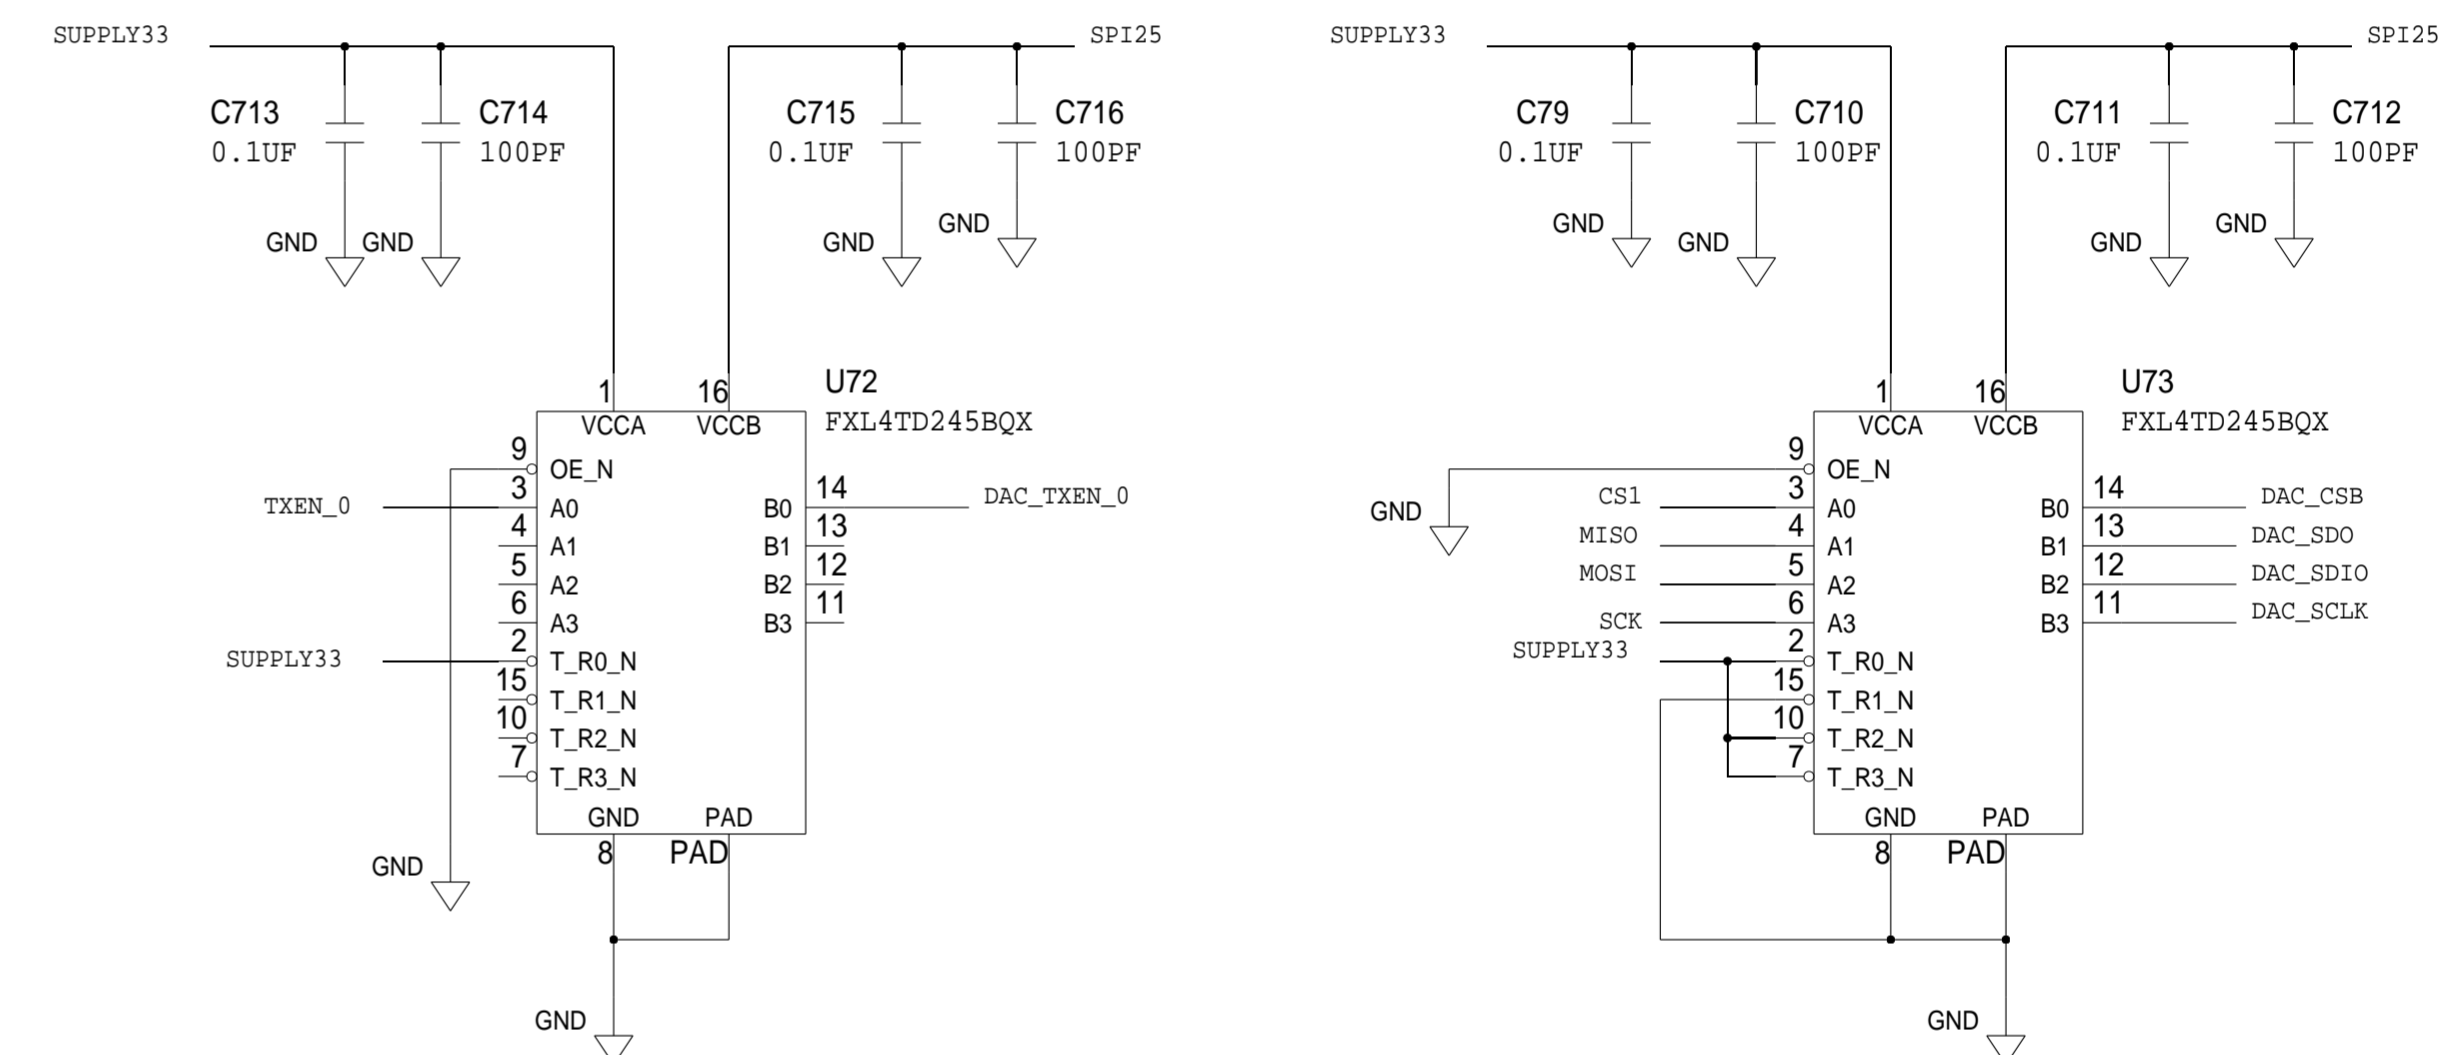 SUPPLY33
SPI25
C713
0.1UF
C714
100PF
C715
0.1UF
C716
100PF
GND
GND
GND
GND
U72
FXL4TD245BQX
1
16
VCCA
VCCB
9
OE_N
3
TXEN_0
A0
4
A1
5
A2
6
A3
2
SUPPLY33
T_R0_N
15
T_R1_N
10
T_R2_N
7
T_R3_N
14
B0
DAC_TXEN_0
13
B1
12
B2
11
B3
GND
PAD
8
PAD
GND
GND
SUPPLY33
SPI25
C79
0.1UF
C710
100PF
C711
0.1UF
C712
100PF
GND
GND
GND
GND
U73
FXL4TD245BQX
1
16
VCCA
VCCB
9
OE_N
GND
3
CS1
A0
4
MISO
A1
5
MOSI
A2
6
SCK
A3
2
SUPPLY33
T_R0_N
15
T_R1_N
10
T_R2_N
7
T_R3_N
14
B0
DAC_CSB
13
B1
DAC_SDO
12
B2
DAC_SDIO
11
B3
DAC_SCLK
GND
PAD
8
PAD
GND